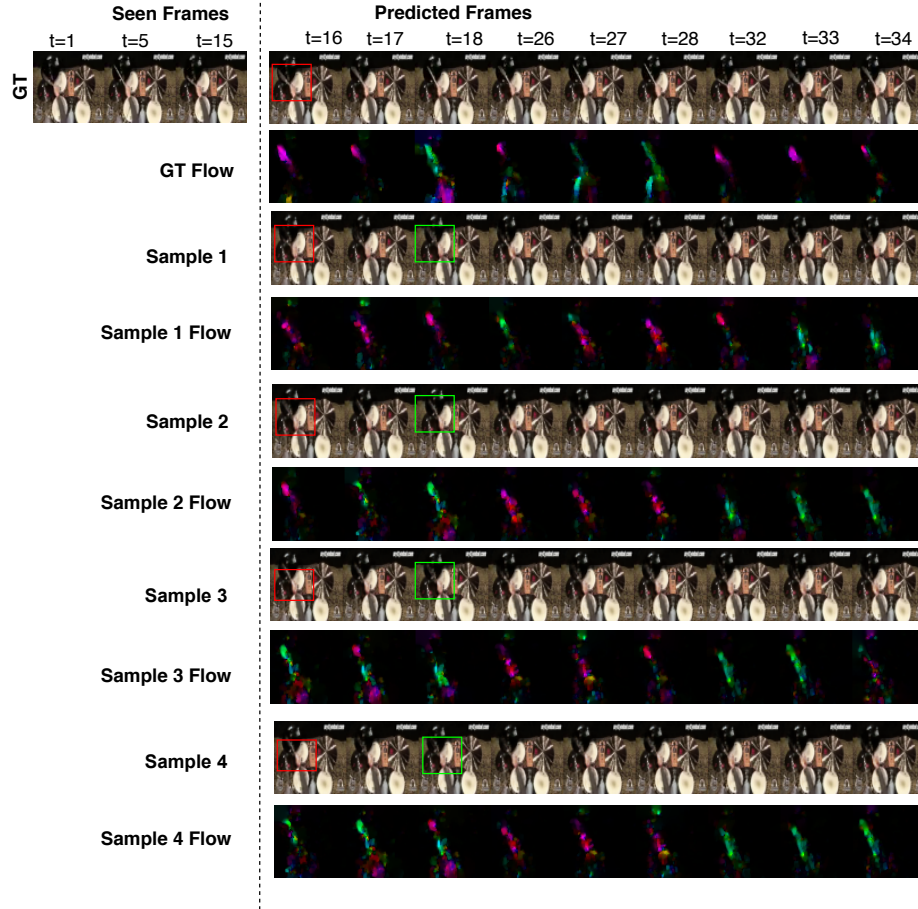 Seen Frames
Predicted Frames
t=1 t=5 t=15
t=16 t=17 t=18 t=26 t=27 t=28 t=32 t=33 t=34
GT
GT Flow
Sample 1
Sample 1 Flow
Sample 2
Sample 2 Flow
Sample 3
Sample 3 Flow
Sample 4
Sample 4 Flow